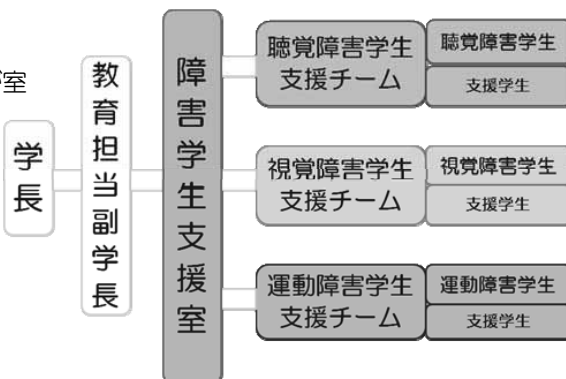 室
学長
教育担当副学長
障害学生支援室
聴覚障害学生
支援チーム
聴覚障害学生
支援学生
視覚障害学生
支援チーム
視覚障害学生
支援学生
運動障害学生
支援チーム
運動障害学生
支援学生